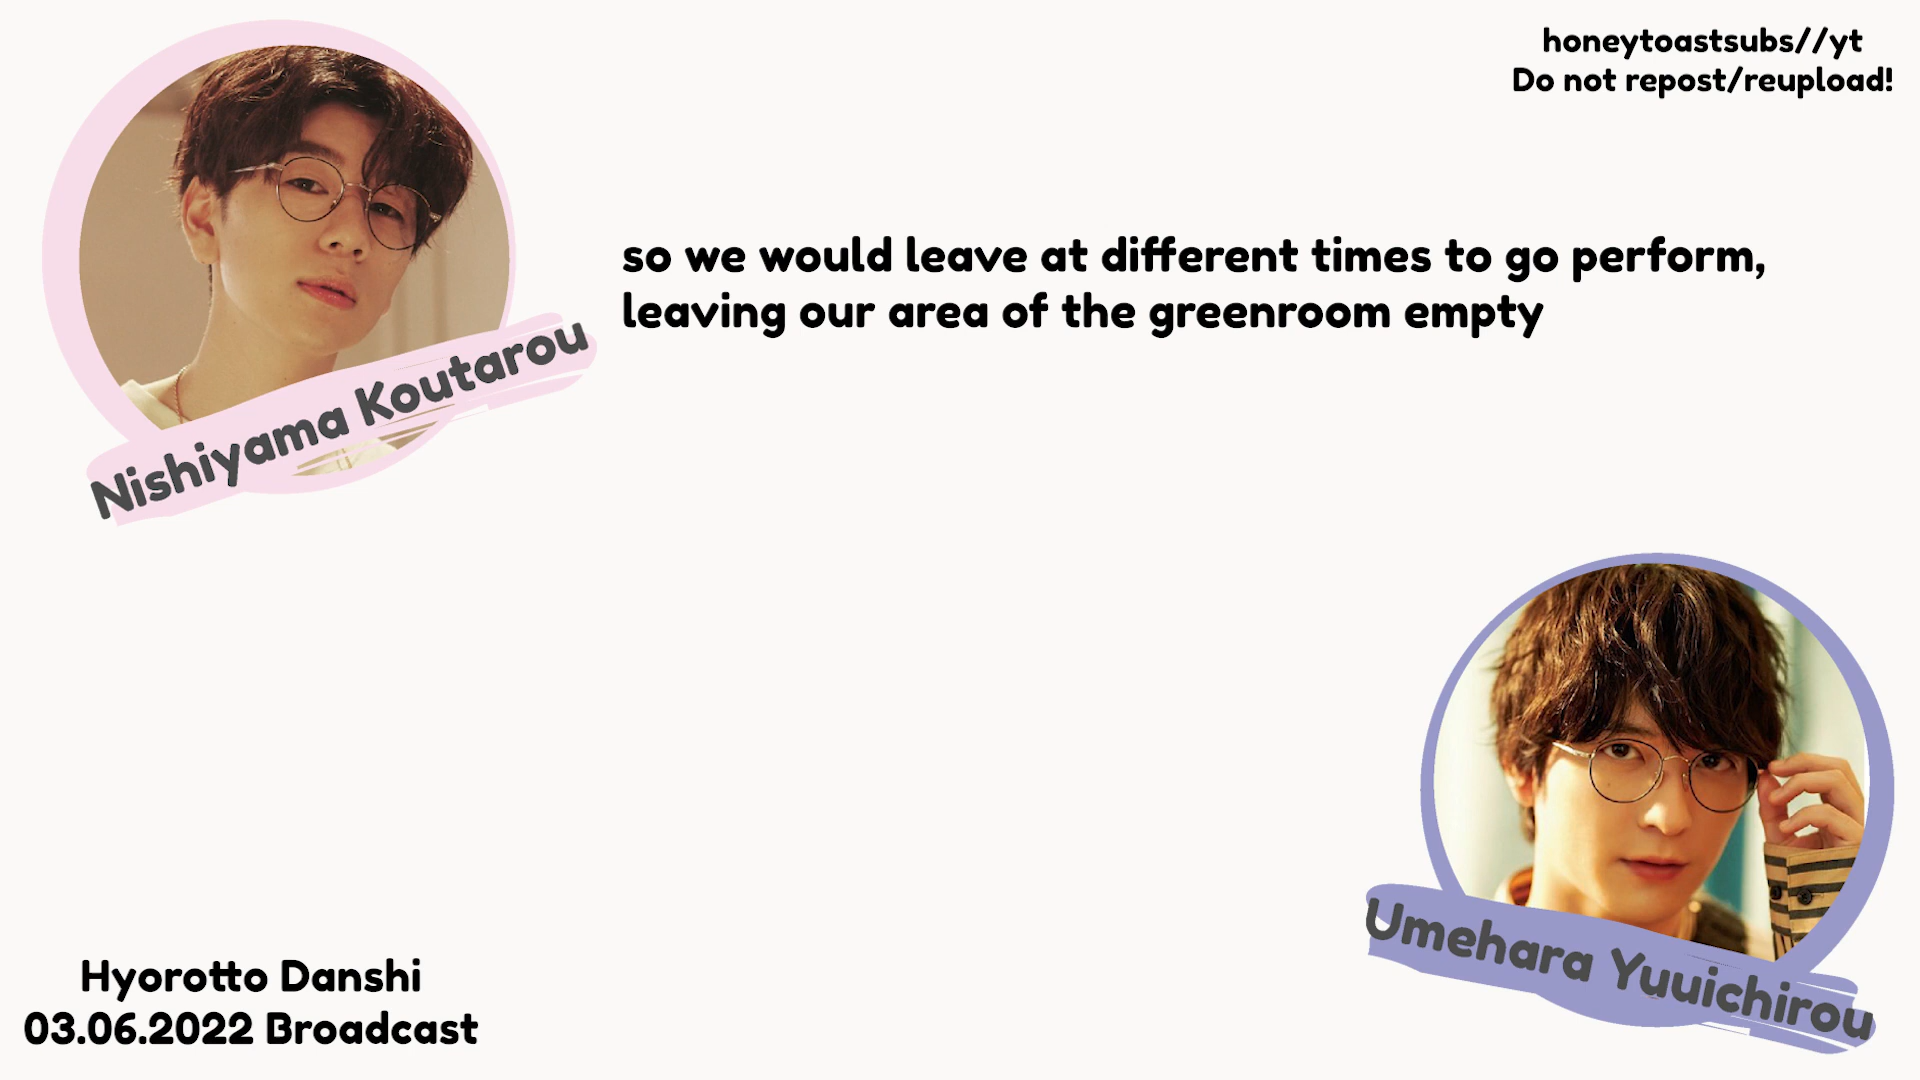 honeytoastsubs//yt
Do not repost/reupload!
so we would leave at different times to go perform,
leaving our area of the greenroom empty
Nishiyama Koutarou
Umehara Yuuichirou
Hyorotto Danshi
03.06.2022 Broadcast